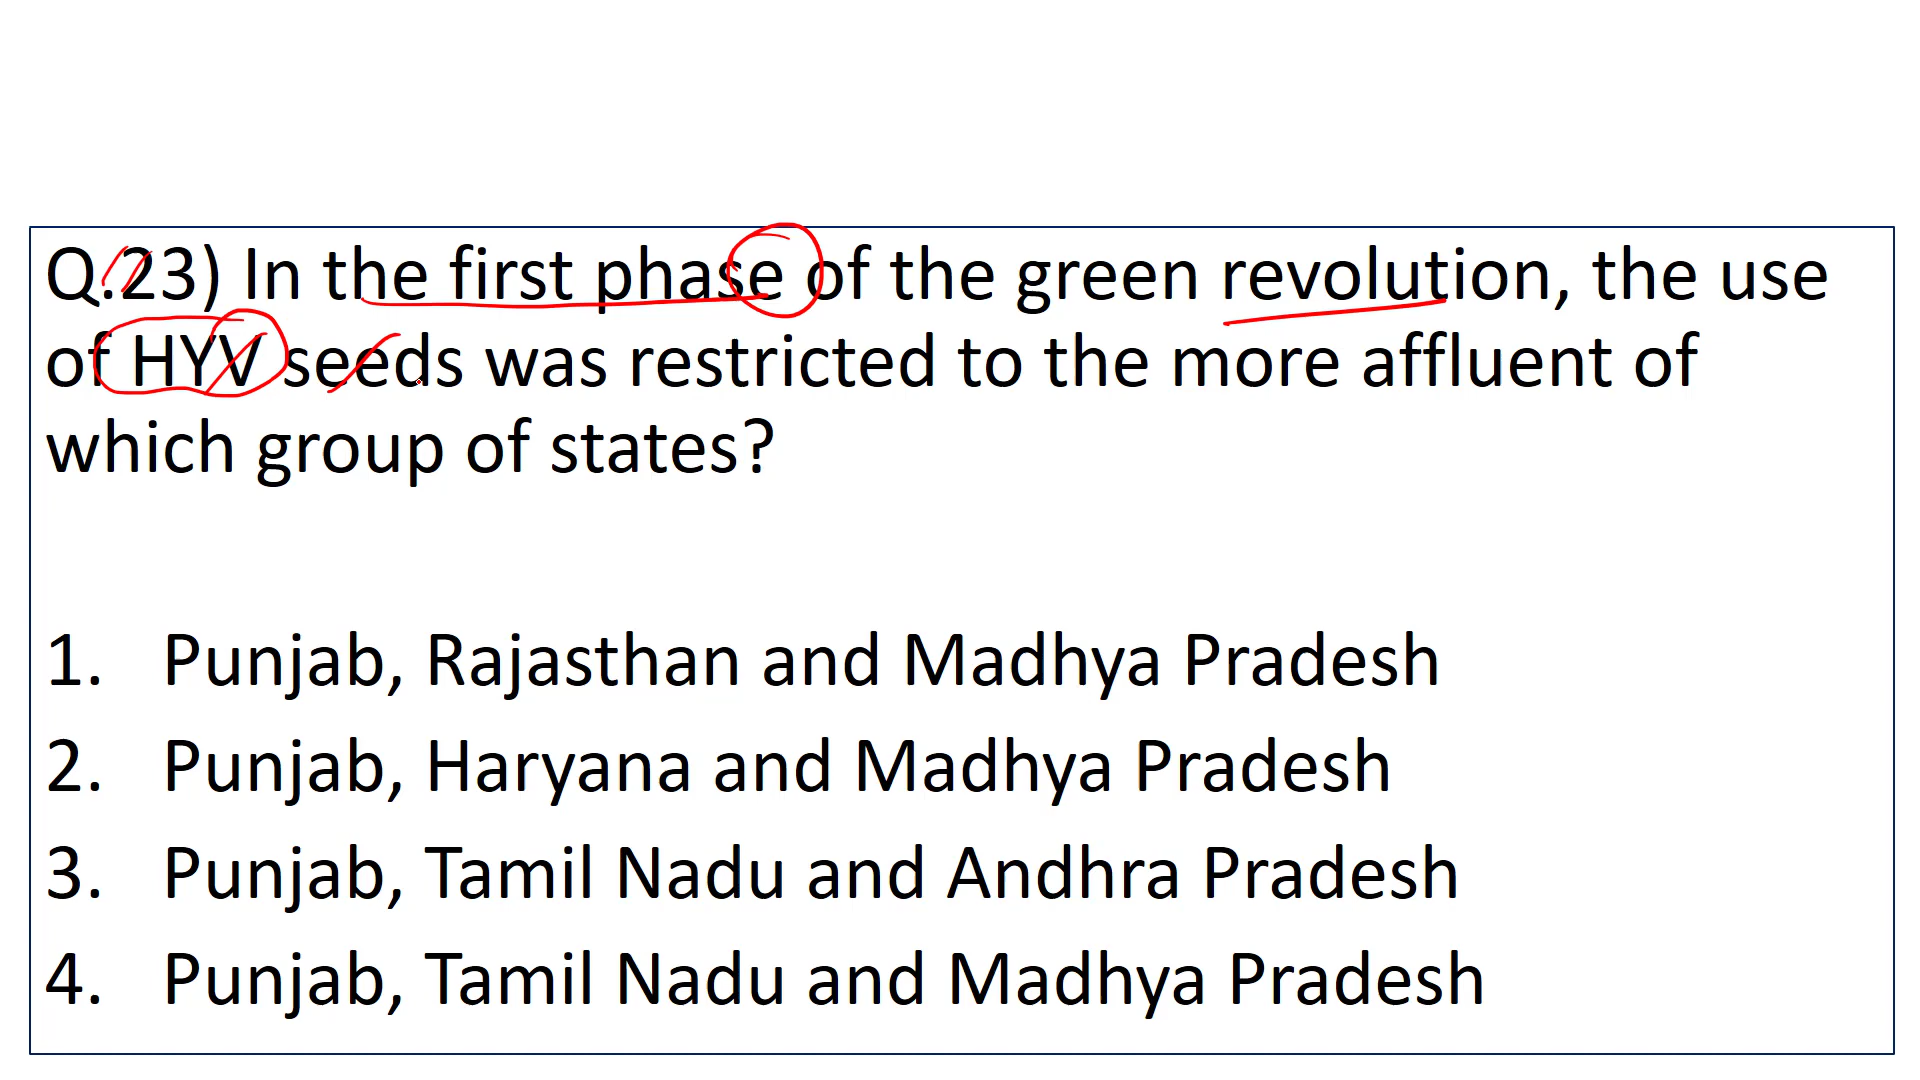 Q.23) In the first phase of the green revolution, the use
of HYV seeds was restricted to the more affluent of
which group of states?
1. Punjab, Rajasthan and Madhya Pradesh
2. Punjab, Haryana and Madhya Pradesh
3. Punjab, Tamil Nadu and Andhra Pradesh
4. Punjab, Tamil Nadu and Madhya Pradesh